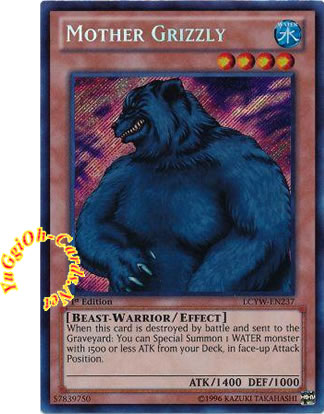 MOTHER GRIZZLY
WATER
水
YuGgiOh-Cards.Net
1st Edition
LCYW-EN237
[BEAST-WARRIOR/EFFECT]
When this card is destroyed by battle and sent to the
Graveyard: You can Special Summon 1 WATER monster
with 1500 or less ATK from your Deck, in face-up Attack
Position.
ATK/1400 DEF/1000
57839750
©1996 KAZUKI TAKAHASHI